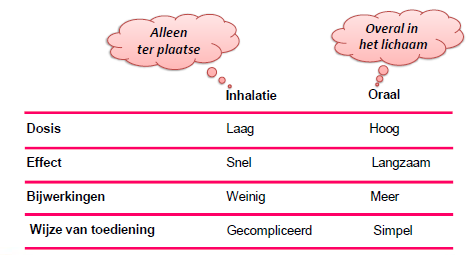 Alleen
ter plaatse
Overal in
het lichaam
Inhalatie Oraal
Dosis Laag Hoog
Effect Snel Langzaam
Bijwerkingen Weinig Meer
Wijze van toediening Gecompliceerd Simpel